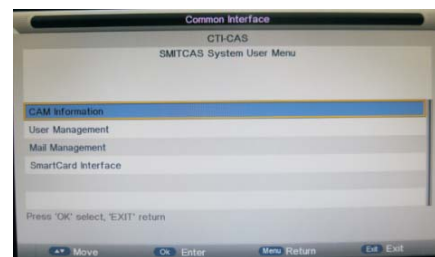 Common Interface
CTI-CAS
SMITCAS System User Menu
CAM Information
User Management
Mail Management
SmartCard Interface
Press 'OK' select, 'EXIT' return
Move Ok Enter Menu Return Exit Exit